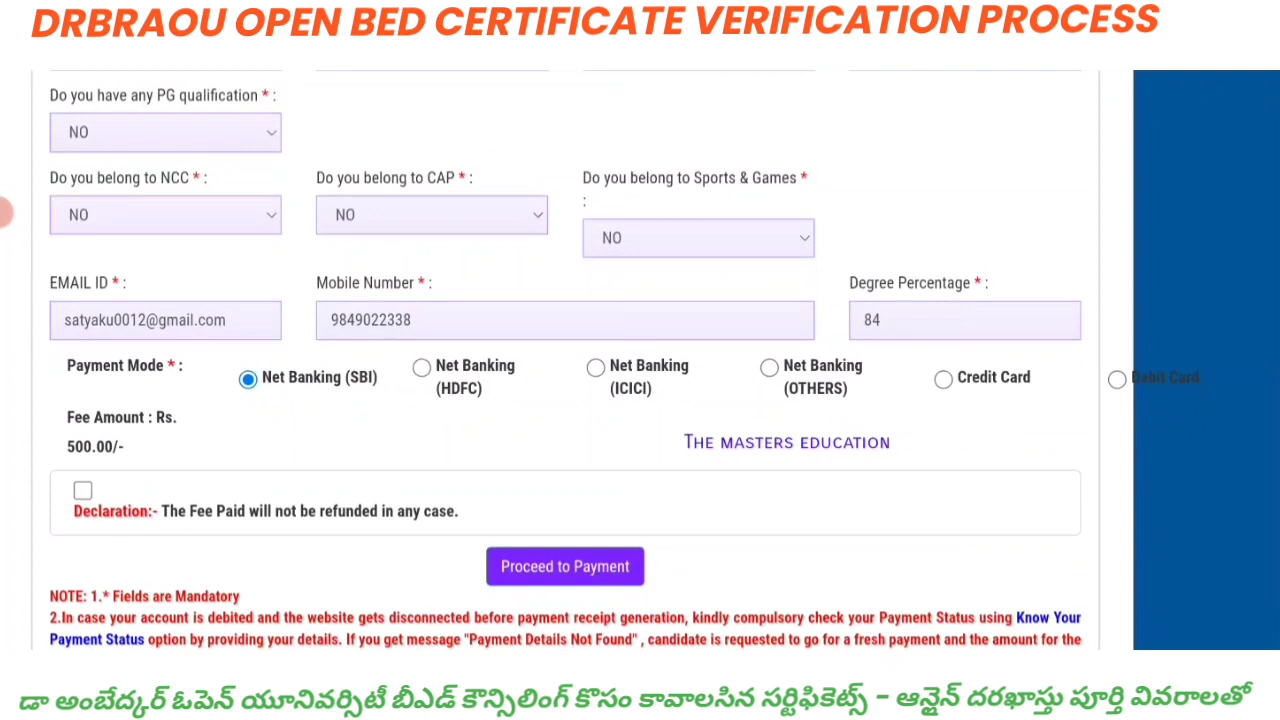 DRBRAOU OPEN BED CERTIFICATE VERIFICATION PROCESS
Do you have any PG qualification * :
NO
Do you belong to NCC * : Do you belong to CAP * : Do you belong to Sports & Games * :
NO NO NO
EMAIL ID * : Mobile Number * : Degree Percentage * :
satyaku0012@gmail.com 9849022338 84
Payment Mode * : Net Banking (SBI) Net Banking (HDFC) Net Banking (ICICI) Net Banking (OTHERS) Credit Card Debit Card
Fee Amount : Rs.
500.00/-
THE MASTERS EDUCATION
Declaration:- The Fee Paid will not be refunded in any case.
Proceed to Payment
NOTE: 1.* Fields are Mandatory
2.In case your account is debited and the website gets disconnected before payment receipt generation, kindly compulsory check your Payment Status using Know Your
Payment Status option by providing your details. If you get message "Payment Details Not Found" , candidate is requested to go for a fresh payment and the amount for the
డా అంబేద్కర్ ఓపెన్ యూనివర్సిటీ బీఎడ్ కౌన్సిలింగ్ కొసం కావాలసిన సర్టిఫికెట్స్ - ఆన్లైన్ దరఖాస్తు పూర్తి వివరాలతో